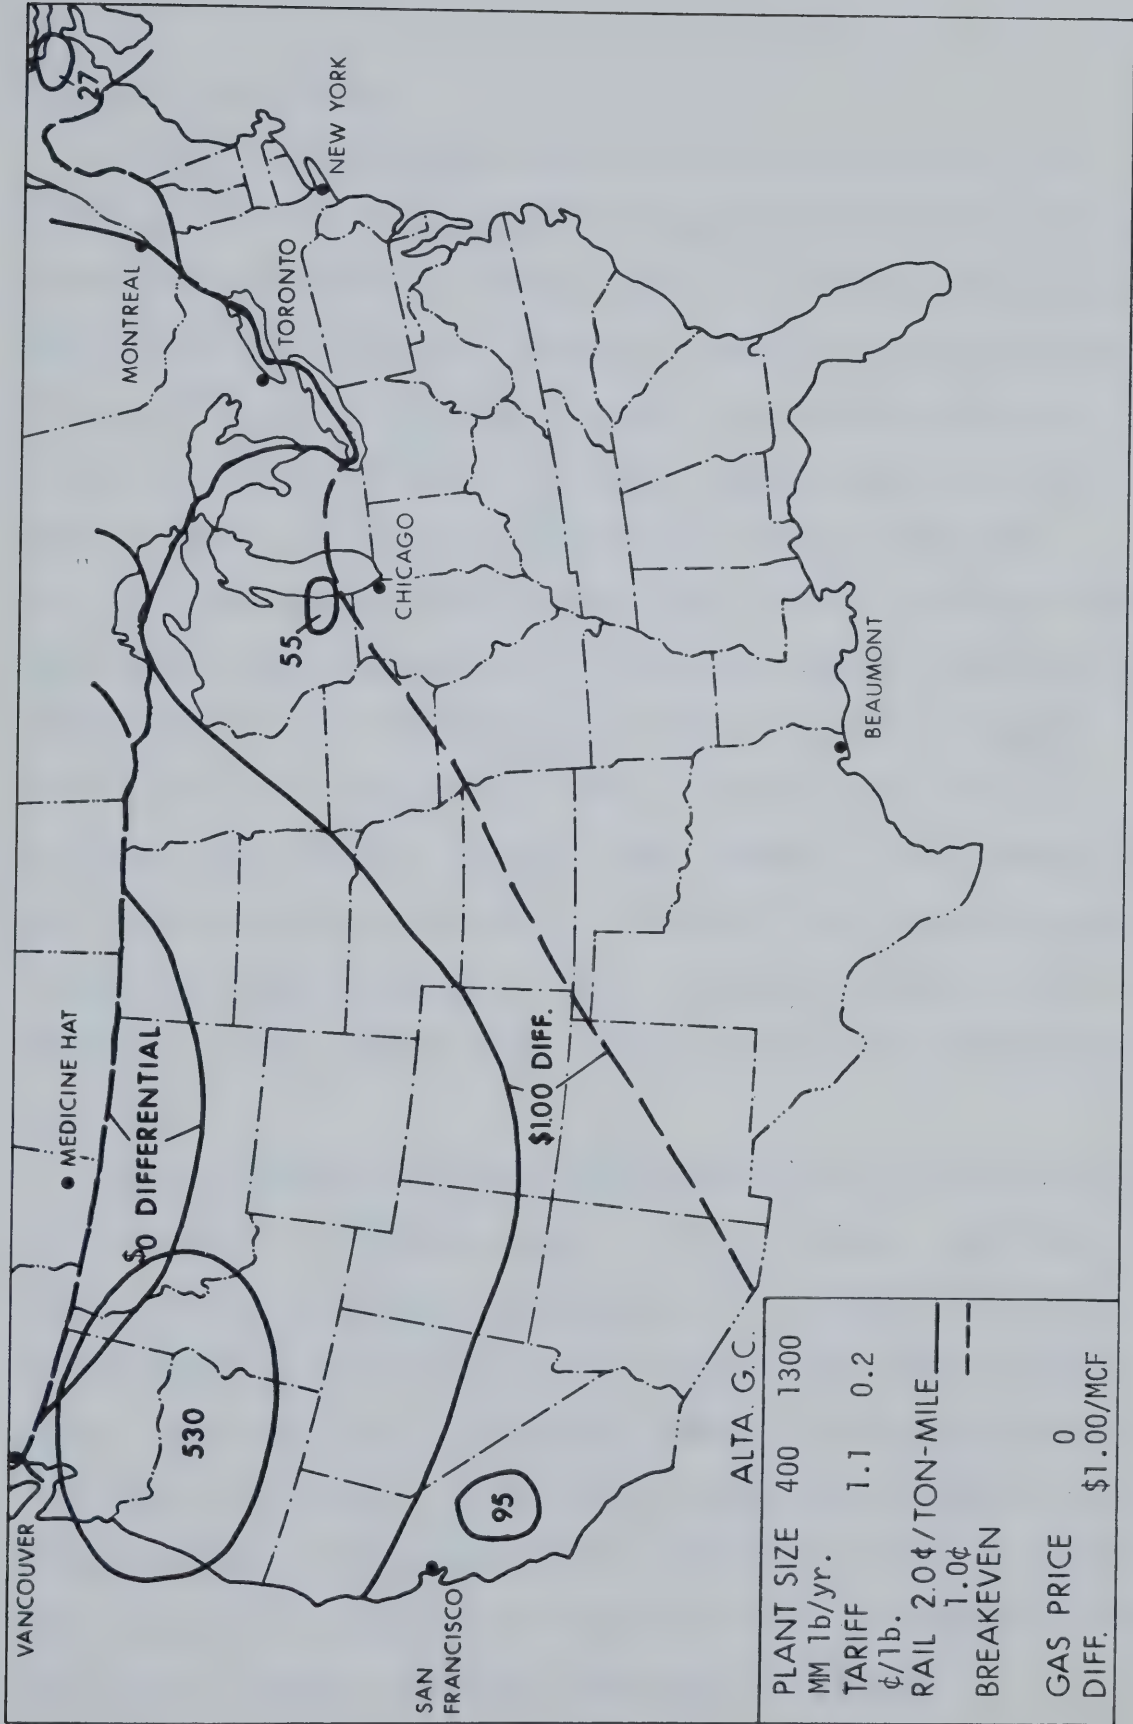 VANCOUVER
MEDICINE HAT
$0 DIFFERENTIAL
530
SAN
FRANCISCO
95
$1.00 DIFF.
55
CHICAGO
MONTREAL
TORONTO
NEW YORK
27
BEAUMONT
ALTA. G.C.
PLANT SIZE 400 1300
MM lb/yr.
TARIFF 1.1 0.2
¢/lb.
RAIL 2.0¢/TON-MILE
1.0¢
BREAKEVEN
GAS PRICE 0
DIFF. $1.00/MCF